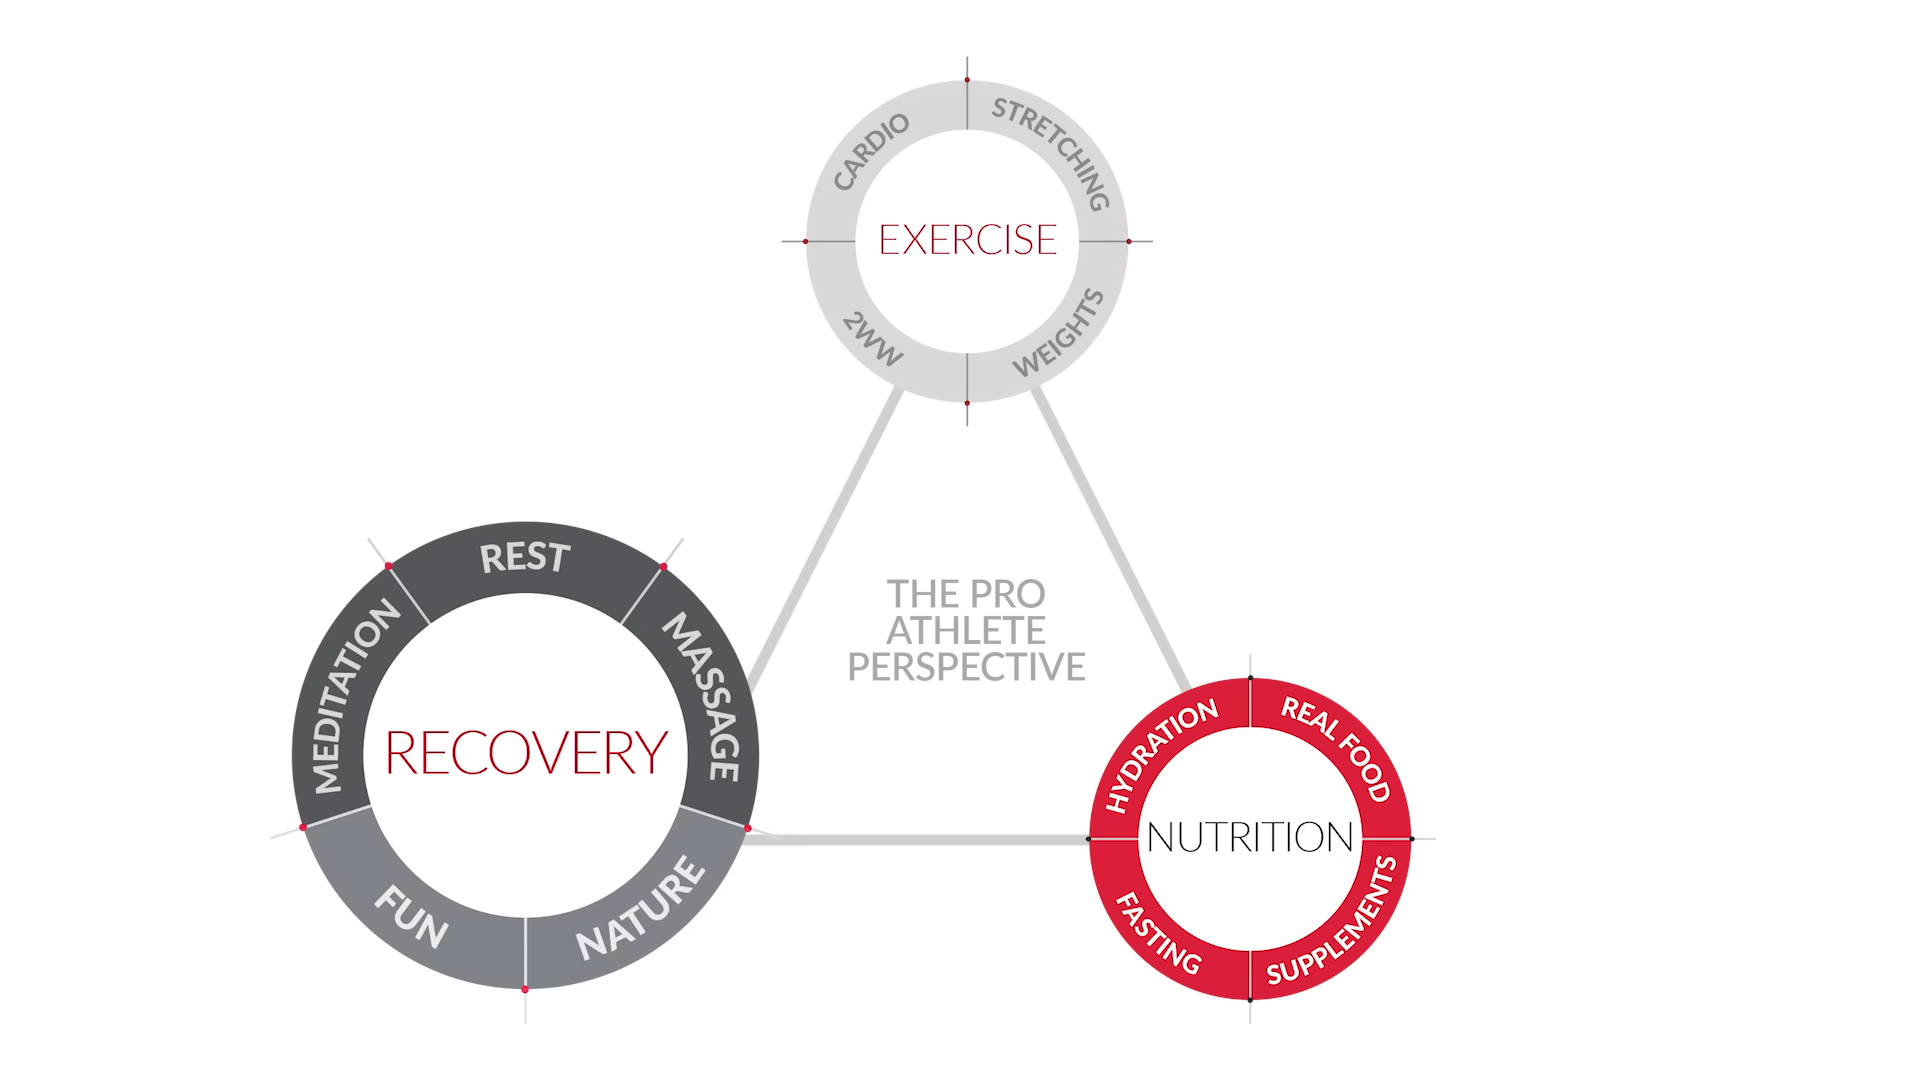 CARDIO
STRETCHING
EXERCISE
2WW
WEIGHTS
THE PRO
ATHLETE
PERSPECTIVE
REST
MEDITATION
MASSAGE
RECOVERY
FUN
NATURE
HYDRATION
REAL FOOD
NUTRITION
FASTING
SUPPLEMENTS